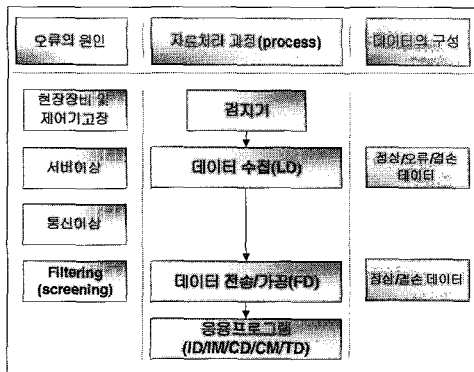 오류의 원인
자료처리 과정(process)
데이터의 구성
현장장비 및
제어기고장
검지기
서버이상
데이터 수집(LD)
정상/오류/결손
데이터
통신이상
Filtering
(screening)
데이터 전송/가공(FD)
정상/결손 데이터
응용프로그램
(ID/IM/CD/CM/TD)